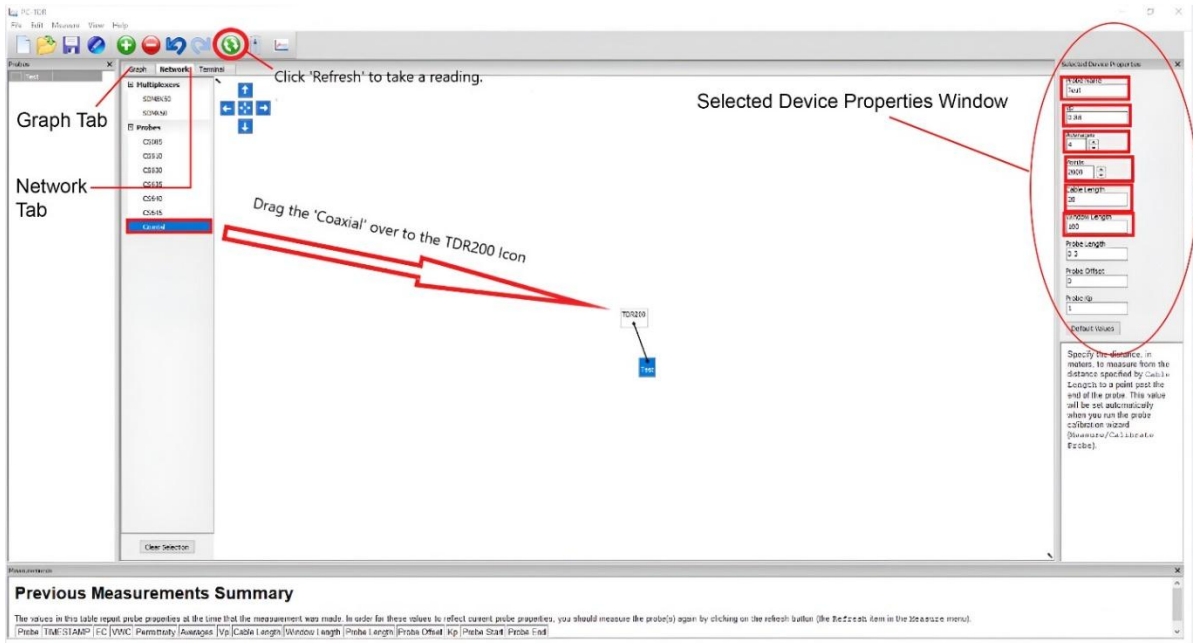 PC-TDR
File Edit Measure View Help
Probes
Test
Graph Network Terminal
Click 'Refresh' to take a reading.
Graph Tab
Network
Tab
Multiplexers
SDM8X50
SDMX50
Probes
CS605
CS610
CS630
CS635
CS640
CS645
Coaxial
Clear Selection
Drag the 'Coaxial' over to the TDR200 Icon
TDR200
Test
Selected Device Properties Window
Selected Device Properties
Probe Name
Test
Vp
0.88
Averages
4
Points
Cable Length
20
Window Length
100
Probe Length
0.3
Probe Offset
0
Probe Kp
1
Default Values
Specify the distance, in
meters, to measure from the
distance specified by Cable
Length to a point past the
end of the probe. This value
will be set automatically
when you run the probe
calibration wizard
(Measure/Calibrate
Probe).
Measurements
Previous Measurements Summary
The values in this table report probe properties at the time that the measurement was made. In order for these values to reflect current probe properties, you should measure the probe(s) again by clicking on the refresh button (the Refresh item in the Measure menu).
Probe TIMESTAMP EC VWC Permittivity Averages Vp Cable Length Window Length Probe Length Probe Offset Kp Probe Start Probe End